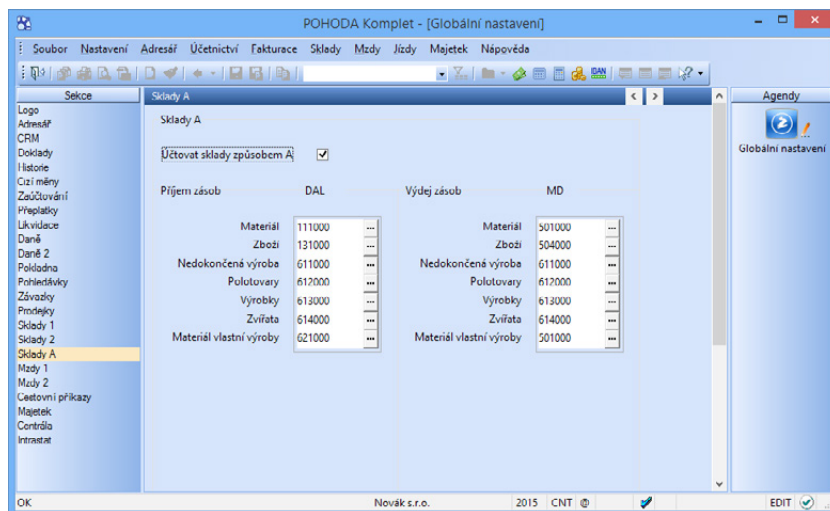 POHODA Komplet - [Globální nastavení]
Soubor Nastavení Adresář Účetnictví Fakturace Sklady Mzdy Jízdy Majetek Nápověda
Sekce
Logo
Adresář
CRM
Doklady
Historie
Cizí měny
Zaúčtování
Přeplatky
Likvidace
Daně
Daně 2
Pokladna
Pohledávky
Závazky
Prodejky
Sklady 1
Sklady 2
Sklady A
Mzdy 1
Mzdy 2
Cestovní příkazy
Majetek
Controla
Intrastat
Sklady A
Sklady A
Účtovat sklady způsobem A
Příjem zásob DAL
Materiál 111000 ...
Zboží 131000 ...
Nedokončená výroba 611000 ...
Polotovary 612000 ...
Výrobky 613000 ...
Zvířata 614000 ...
Materiál vlastní výroby 621000 ...
Výdej zásob MD
Materiál 501000 ...
Zboží 504000 ...
Nedokončená výroba 611000 ...
Polotovary 612000 ...
Výrobky 613000 ...
Zvířata 614000 ...
Materiál vlastní výroby 501000 ...
Agendy
Globální nastavení
OK Novák s.r.o. 2015 CNT @ EDIT